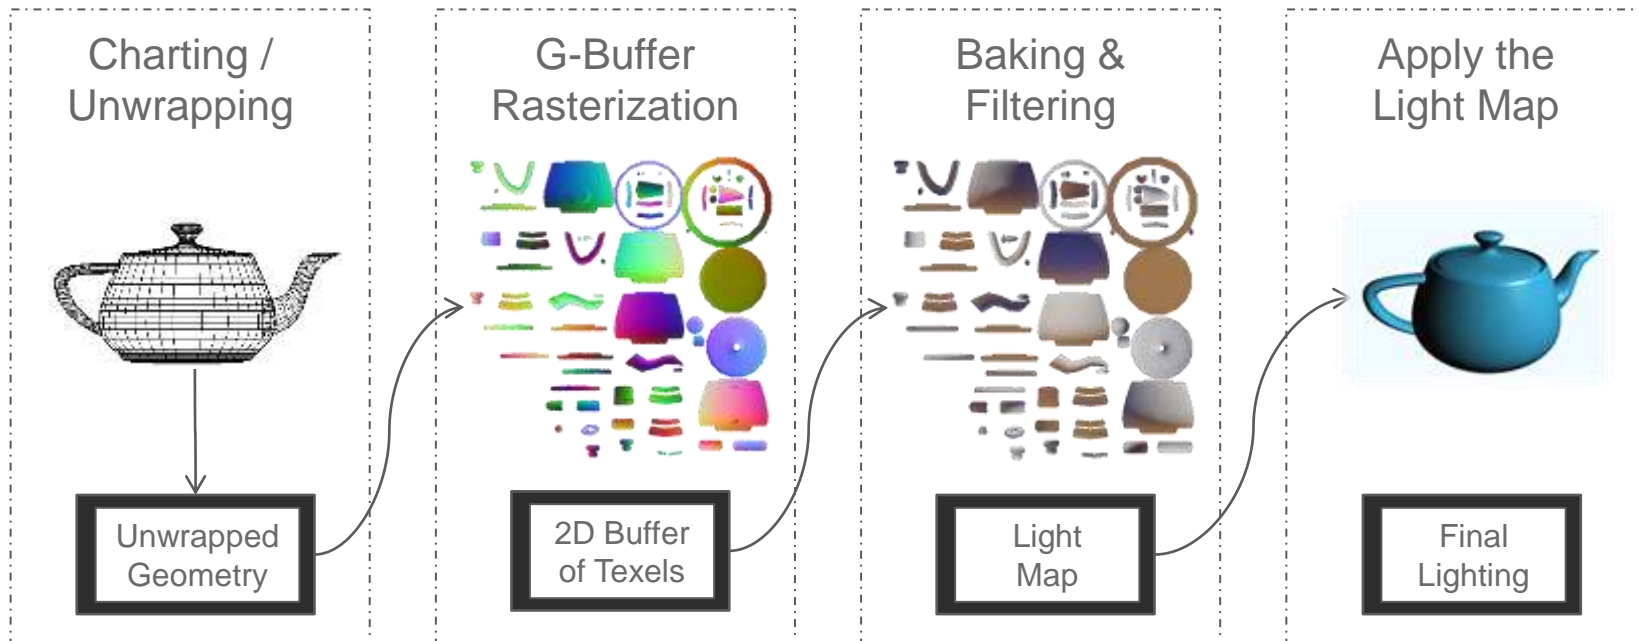 Charting /
Unwrapping
G-Buffer
Rasterization
Baking &
Filtering
Apply the
Light Map
Unwrapped
Geometry
2D Buffer
of Texels
Light
Map
Final
Lighting